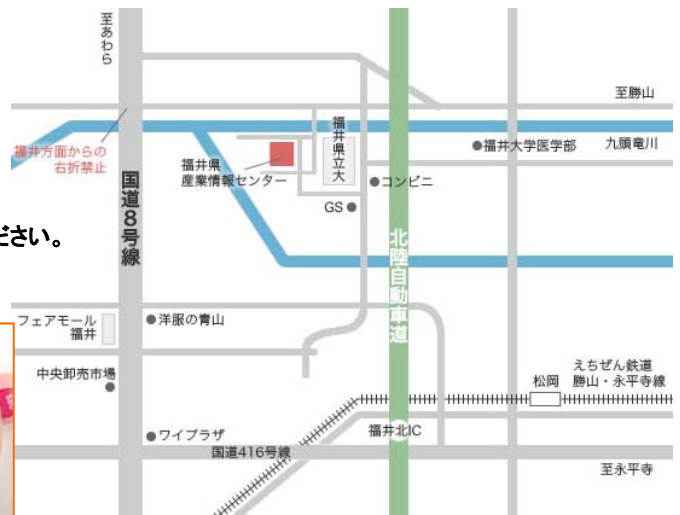 至あわら
至勝山
福井県立大
福井方面からの
右折禁止
福井県
産業情報センター
福井大学医学部
九頭竜川
コンビニ
国道8号線
GS
ださい。
北陸自動車道
フェアモール
福井
洋服の青山
中央卸売市場
えちぜん鉄道
勝山・永平寺線
松岡
ワイプラザ
福井北IC
国道416号線
至永平寺